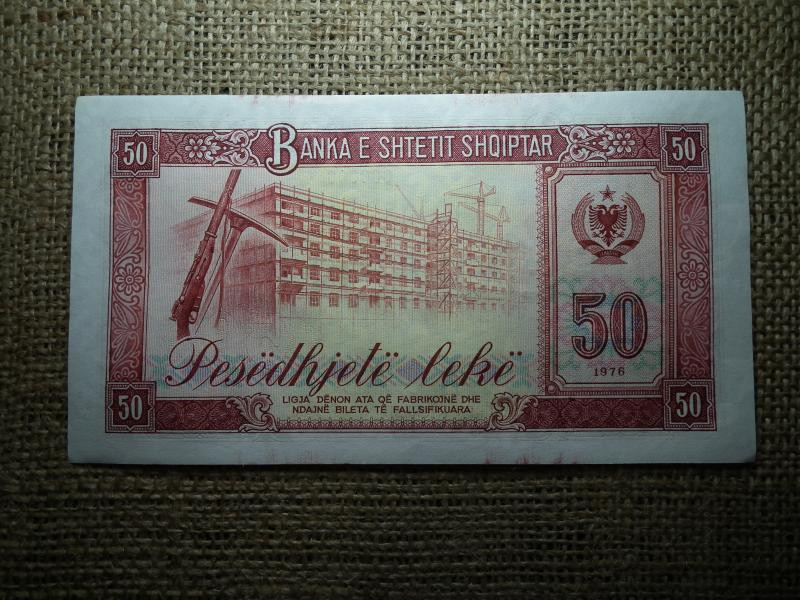 50
BANKA E SHTETIT SHQIPTAR
50
50
1976
Pesëdhjetë lekë
LIGJA DËNON ATA QË FABRIKOJNË DHE
NDAJNË BILETA TË FALLSIFIKUARA
50
50